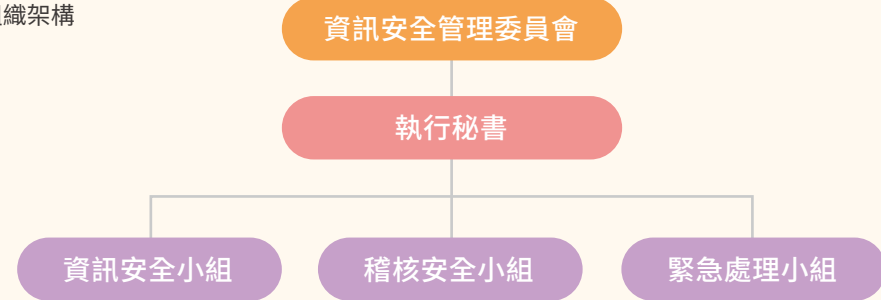 織架構
資訊安全管理委員會
執行秘書
資訊安全小組
稽核安全小組
緊急處理小組